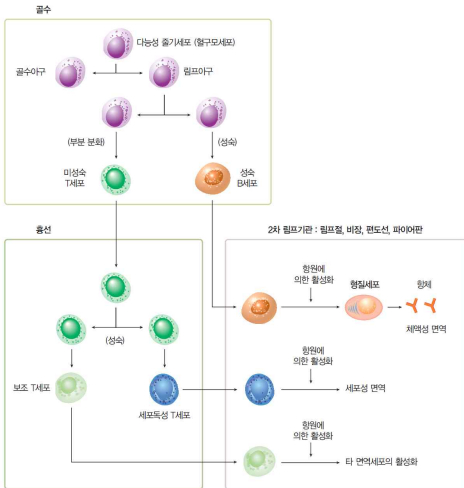 골수
다능성 줄기세포 (혈구모세포)
골수아구
림프아구
(부분 분화)
(성숙)
미성숙
T세포
성숙
B세포
흉선
(성숙)
보조 T세포
세포독성 T세포
2차 림프기관 : 림프절, 비장, 편도선, 파이어판
항원에
의한 활성화
형질세포
항체
체액성 면역
항원에
의한 활성화
세포성 면역
항원에
의한 활성화
타 면역세포의 활성화